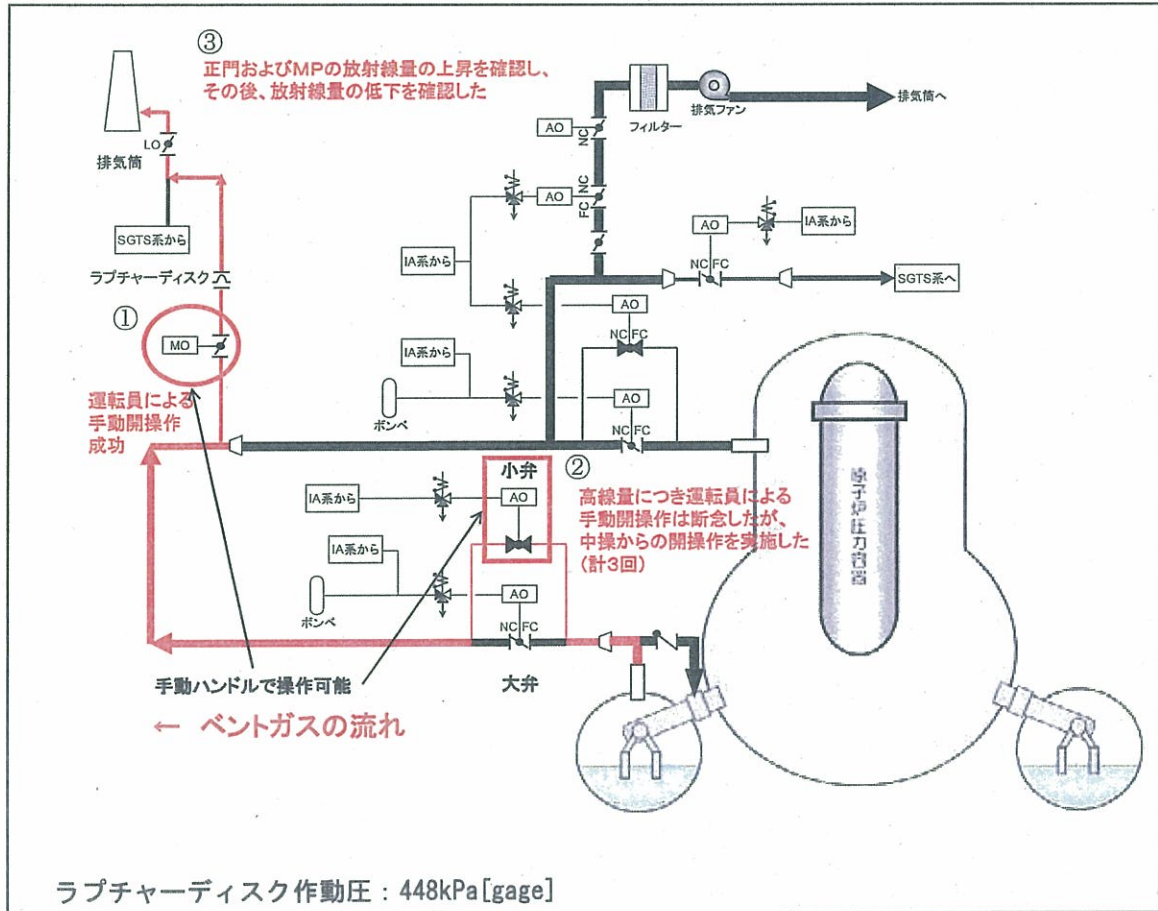 ③
正門およびMPの放射線量の上昇を確認し、
その後、放射線量の低下を確認した
排気筒
LO
SGTS系から
ラプチャーディスク
①
MO
運転員による
手動開操作
成功
フィルター
排気ファン
排気筒へ
AO
NC
AO
NC
FC
IA系から
AO
IA系から
NC FC
SGTS系へ
AO
NC FC
IA系から
ボンベ
AO
NC FC
小弁
②
IA系から
AO
高線量につき運転員による
手動開操作は断念したが、
中操からの開操作を実施した
(計3回)
IA系から
ボンベ
AO
NC FC
大弁
原子炉圧力容器
手動ハンドルで操作可能
← ベントガスの流れ
ラプチャーディスク作動圧：448kPa[gage]